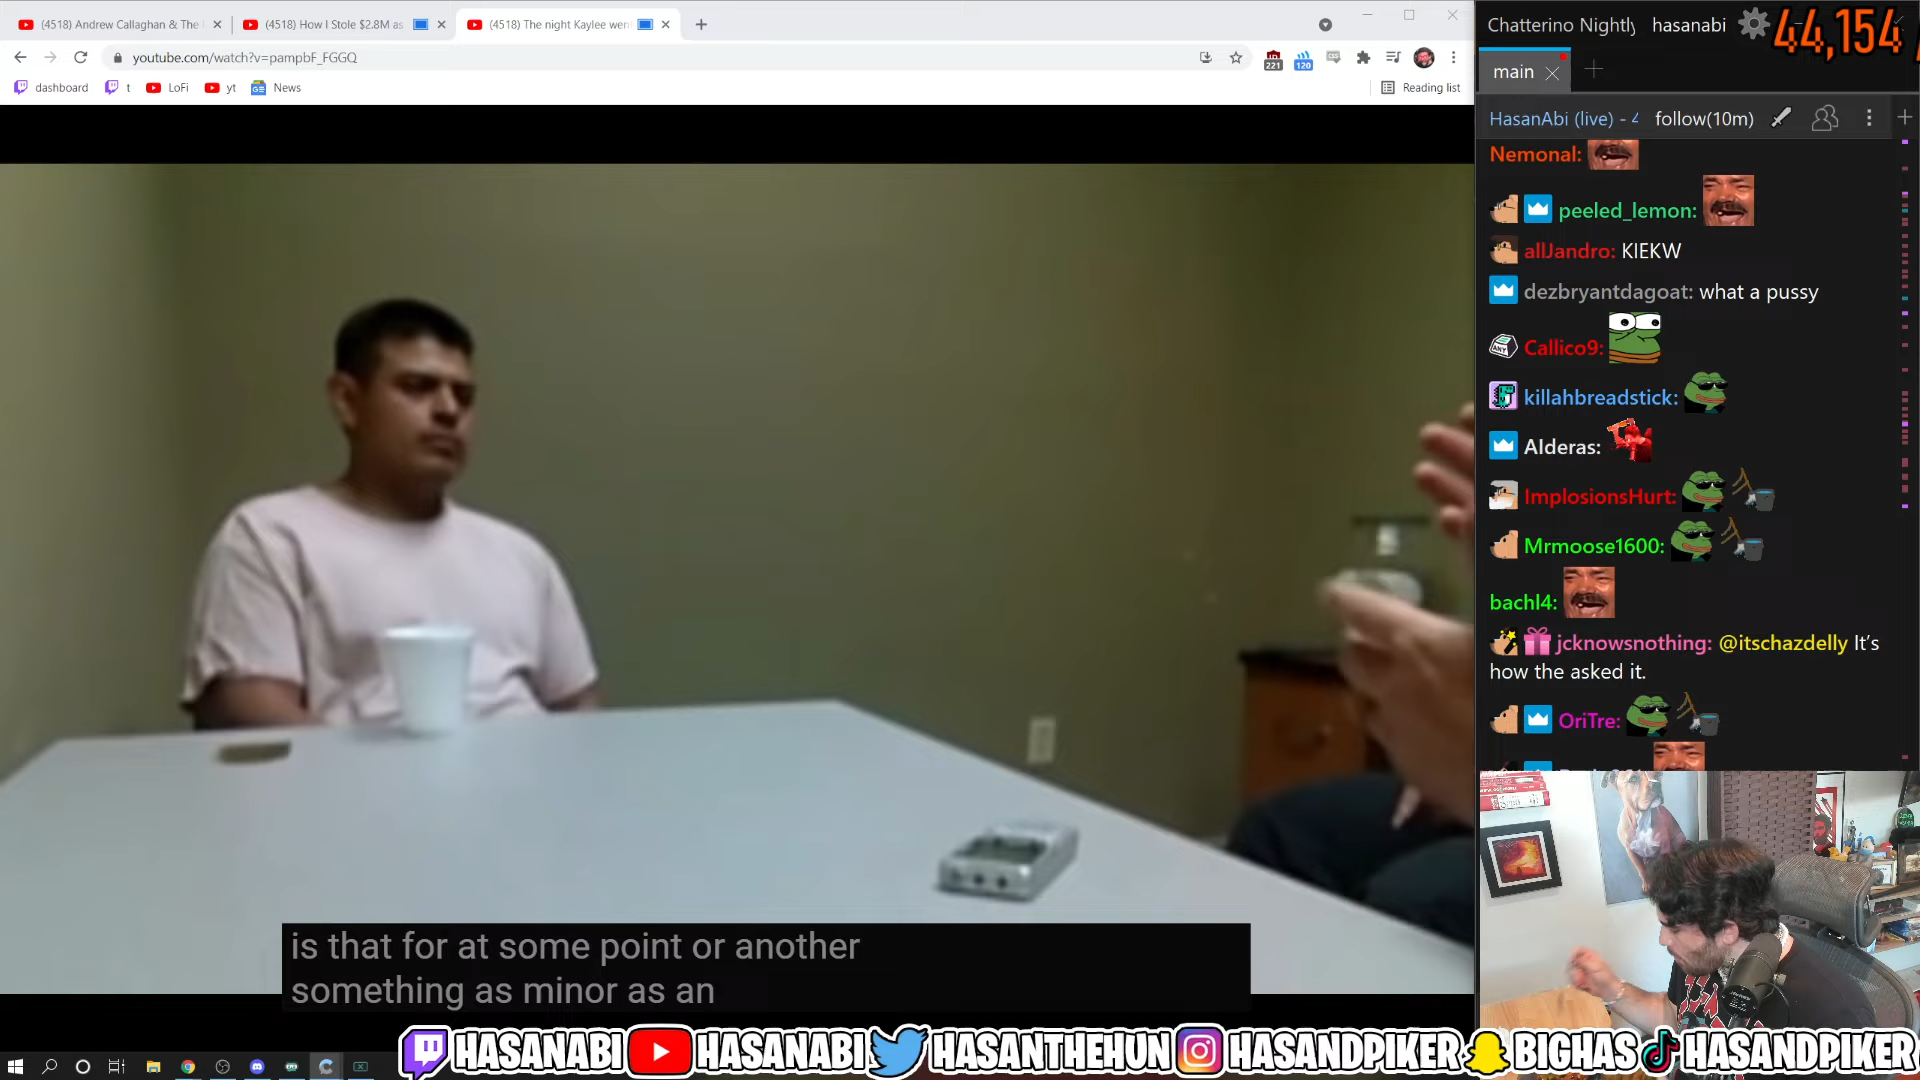 (4518) Andrew Callaghan & The
(4518) How I Stole $2.8M as
(4518) The night Kaylee wen
youtube.com/watch?v=pampbF_FGGQ
221
120
dashboard
t
LoFi
yt
News
Reading list
Chatterino Nightly
hasanabi
44,154
main
HasanAbi (live) - 4
follow(10m)
Nemonal:
peeled_lemon:
allJandro: KIEKW
dezbryantdagoat: what a pussy
Callico9:
killahbreadstick:
Alderas:
ImplosionsHurt:
Mrmoose1600:
bachl4:
jcknowsnothing: @itschazdelly It's
how the asked it.
OriTre:
is that for at some point or another
something as minor as an
HASANABI
HASANABI
HASANTHEHUN
HASANDPIKER
BIGHAS
HASANDPIKER